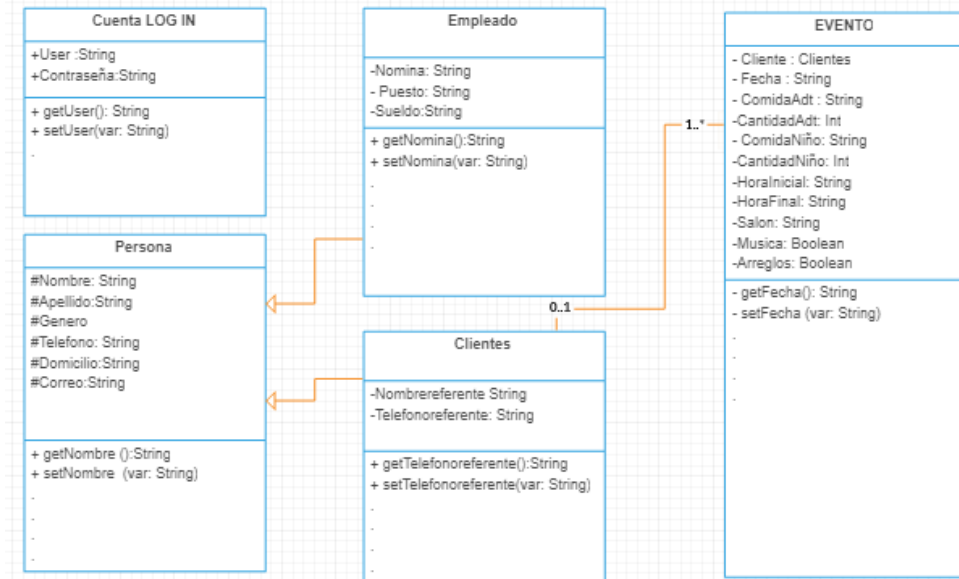 Cuenta LOG IN
+User :String
+Contraseña:String
+ getUser(): String
+ setUser(var: String)
.
Persona
#Nombre: String
#Apellido:String
#Genero
#Telefono: String
#Domicilio:String
#Correo:String
+ getNombre ():String
+ setNombre (var: String)
.
.
.
.
Empleado
-Nomina: String
- Puesto: String
-Sueldo:String
+ getNomina():String
+ setNomina(var: String)
.
.
.
.
0..1
Clientes
-Nombrereferente String
-Telefonoreferente: String
+ getTelefonoreferente():String
+ setTelefonoreferente(var: String)
.
.
.
.
1..*
EVENTO
- Cliente : Clientes
- Fecha : String
- ComidaAdt : String
-CantidadAdt: Int
- ComidaNiño: String
-CantidadNiño: Int
-HoraInicial: String
-HoraFinal: String
-Salon: String
-Musica: Boolean
-Arreglos: Boolean
- getFecha(): String
- setFecha (var: String)
.
.
.
.